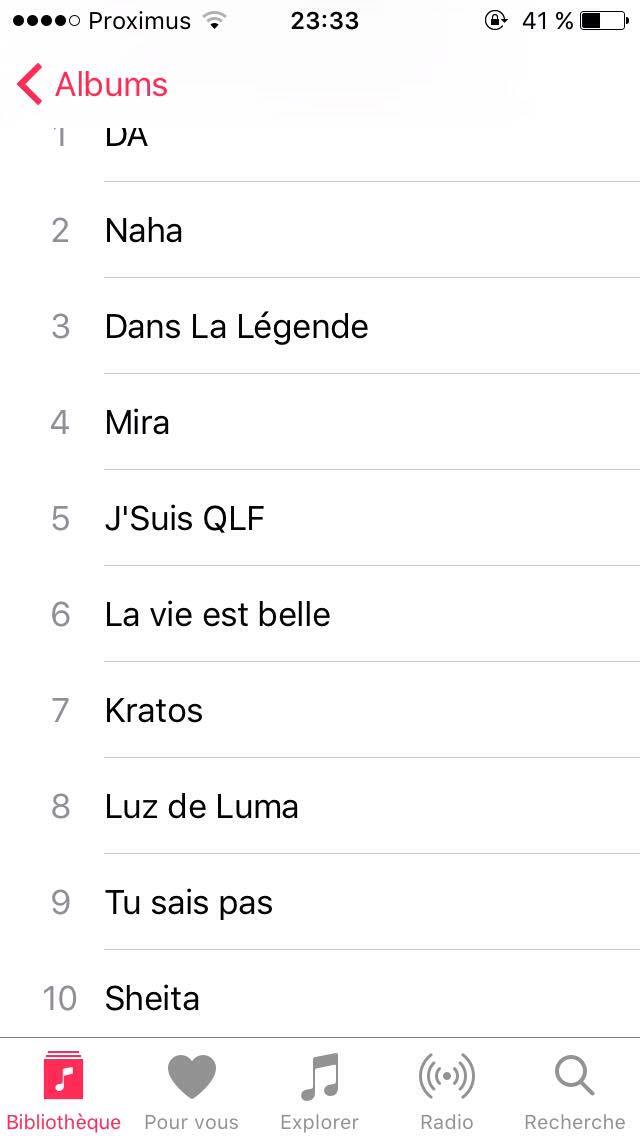 Proximus 23:33 41 %
Albums
1 DA
2 Naha
3 Dans La Légende
4 Mira
5 J'Suis QLF
6 La vie est belle
7 Kratos
8 Luz de Luma
9 Tu sais pas
10 Sheita
Bibliothèque Pour vous Explorer Radio Recherche